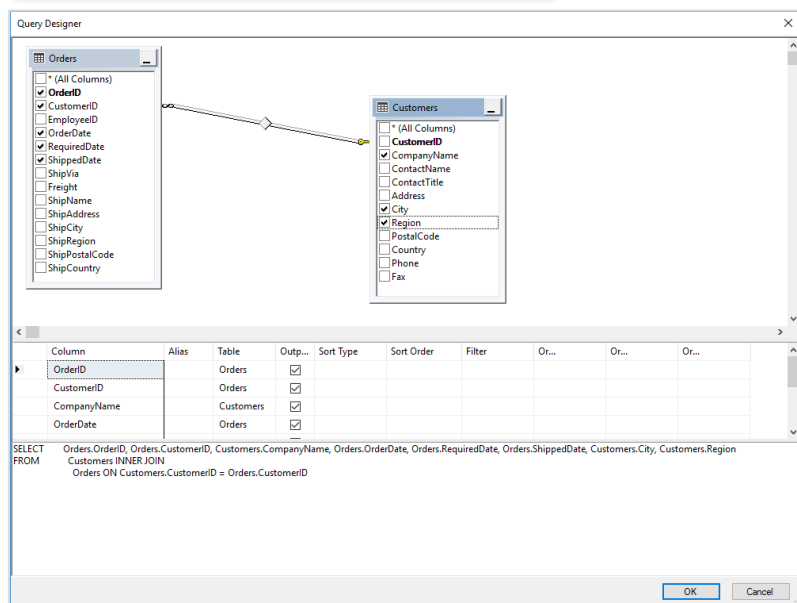 Query Designer
Orders
* (All Columns)
OrderID
CustomerID
EmployeeID
OrderDate
RequiredDate
ShippedDate
ShipVia
Freight
ShipName
ShipAddress
ShipCity
ShipRegion
ShipPostalCode
ShipCountry
Customers
* (All Columns)
CustomerID
CompanyName
ContactName
ContactTitle
Address
City
Region
PostalCode
Country
Phone
Fax
Column Alias Table Outp... Sort Type Sort Order Filter Or... Or... Or...
OrderID Orders
CustomerID Orders
CompanyName Customers
OrderDate Orders
SELECT Orders.OrderID, Orders.CustomerID, Customers.CompanyName, Orders.OrderDate, Orders.RequiredDate, Orders.ShippedDate, Customers.City, Customers.Region
FROM Customers INNER JOIN
Orders ON Customers.CustomerID = Orders.CustomerID
OK Cancel